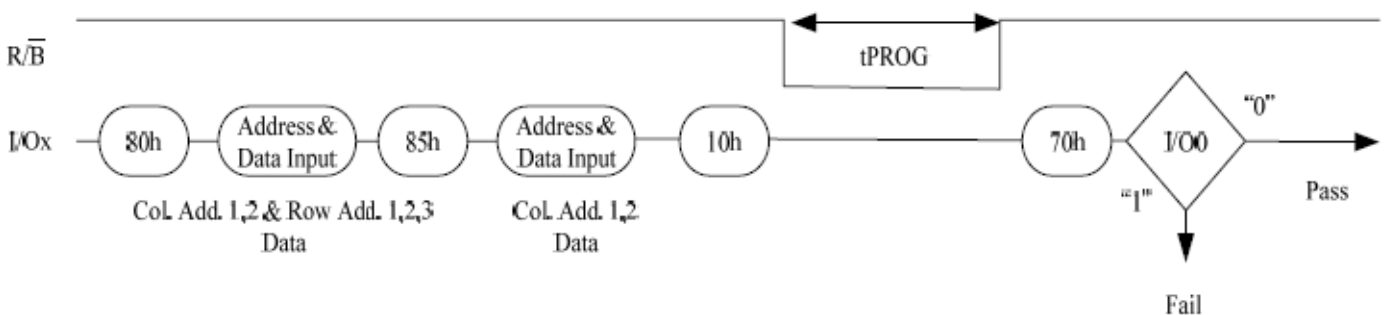 tPROG
R/B̅
I/Ox
80h
Address &
Data Input
85h
Address &
Data Input
10h
70h
I/O0
“0”
“1”
Pass
Col. Add. 1,2 & Row Add. 1,2,3
Data
Col. Add. 1,2
Data
Fail